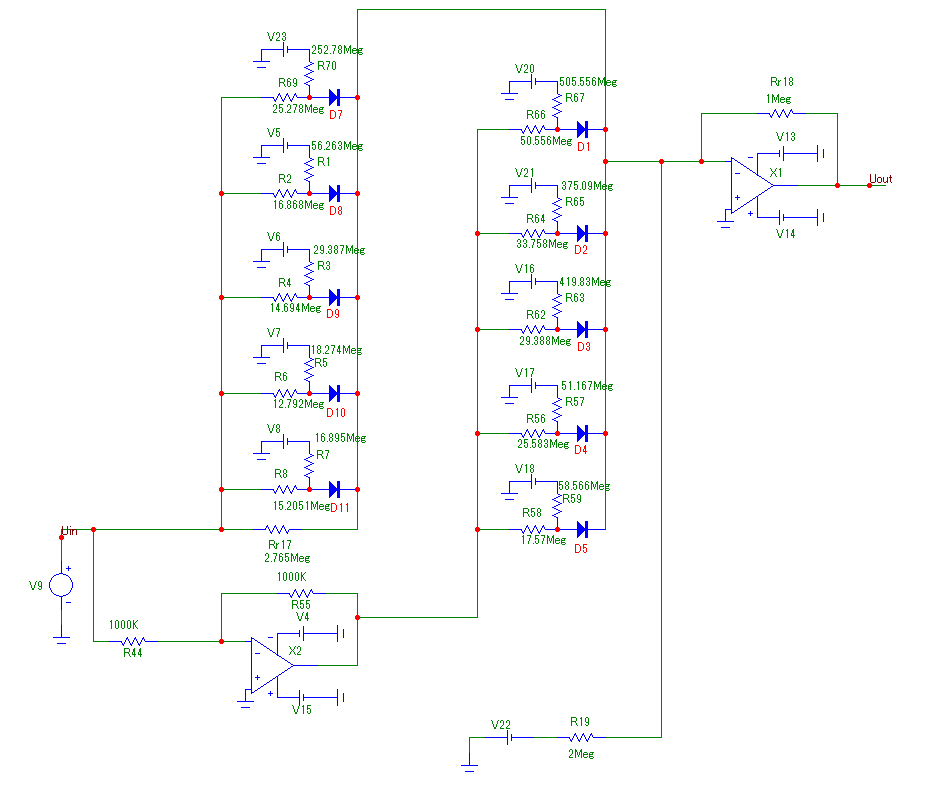 V23
252.78Meg
R70
R69
25.278Meg
D7
V5
56.263Meg
R1
R2
16.868Meg
D8
V6
29.387Meg
R3
R4
14.694Meg
D9
V7
18.274Meg
R5
R6
12.792Meg
D10
V8
16.895Meg
R7
R8
15.2051Meg
D11
Uin
Rr17
2.765Meg
V9
1000K
R55
1000K
R44
V4
X2
V15
V20
505.556Meg
R67
R66
50.556Meg
D1
V21
375.09Meg
R65
R64
33.758Meg
D2
V16
419.83Meg
R63
R62
29.388Meg
D3
V17
51.167Meg
R57
R56
25.583Meg
D4
V18
58.566Meg
R59
R58
17.57Meg
D5
Rr18
1Meg
V13
X1
Uout
V14
V22
R19
2Meg